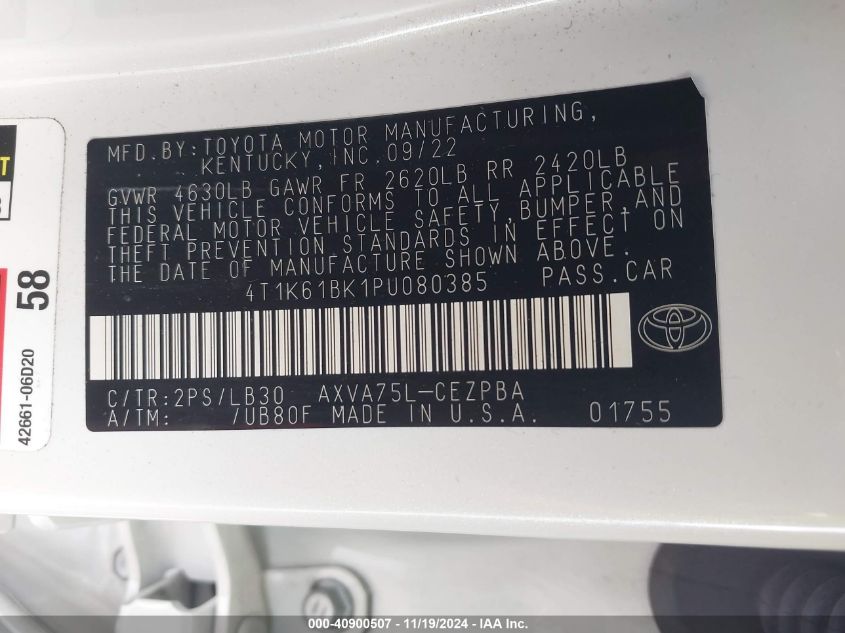 MFD.BY:TOYOTA MOTOR MANUFACTURING,
KENTUCKY, INC. 09/22
GVWR 4630LB GAWR FR 2620LB RR 2420LB
THIS VEHICLE CONFORMS TO ALL APPLICABLE
FEDERAL MOTOR VEHICLE SAFETY, BUMPER, AND
THEFT PREVENTION STANDARDS IN EFFECT ON
THE DATE OF MANUFACTURE SHOWN ABOVE.
4T1K61BK1PU080385 PASS.CAR
C/TR:2PS/LB30 AXVA75L-CEZPBA
A/TM: /UB80F MADE IN U.S.A. 01755
58
42661-06D20
000-40900507 - 11/19/2024 - IAA Inc.